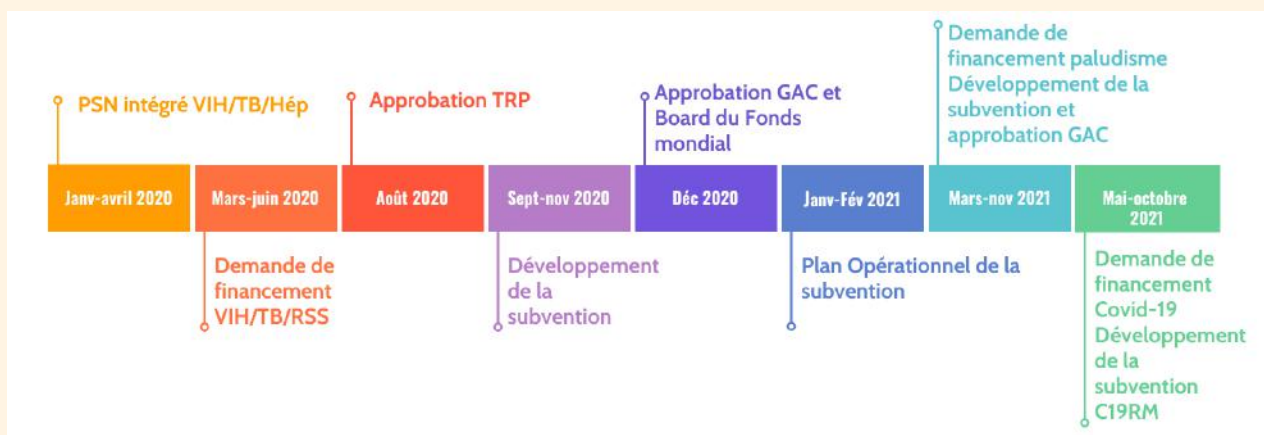 PSN intégré VIH/TB/Hép
Approbation TRP
Approbation GAC et
Board du Fonds
mondial
Demande de
financement paludisme
Développement de la
subvention et
approbation GAC
Janv-avril 2020
Mars-juin 2020
Août 2020
Sept-nov 2020
Déc 2020
Janv-Fév 2021
Mars-nov 2021
Mai-octobre
2021
Demande de
financement
VIH/TB/RSS
Développement
de la
subvention
Plan Opérationnel de la
subvention
Demande de
financement
Covid-19
Développement
de la
subvention
C19RM